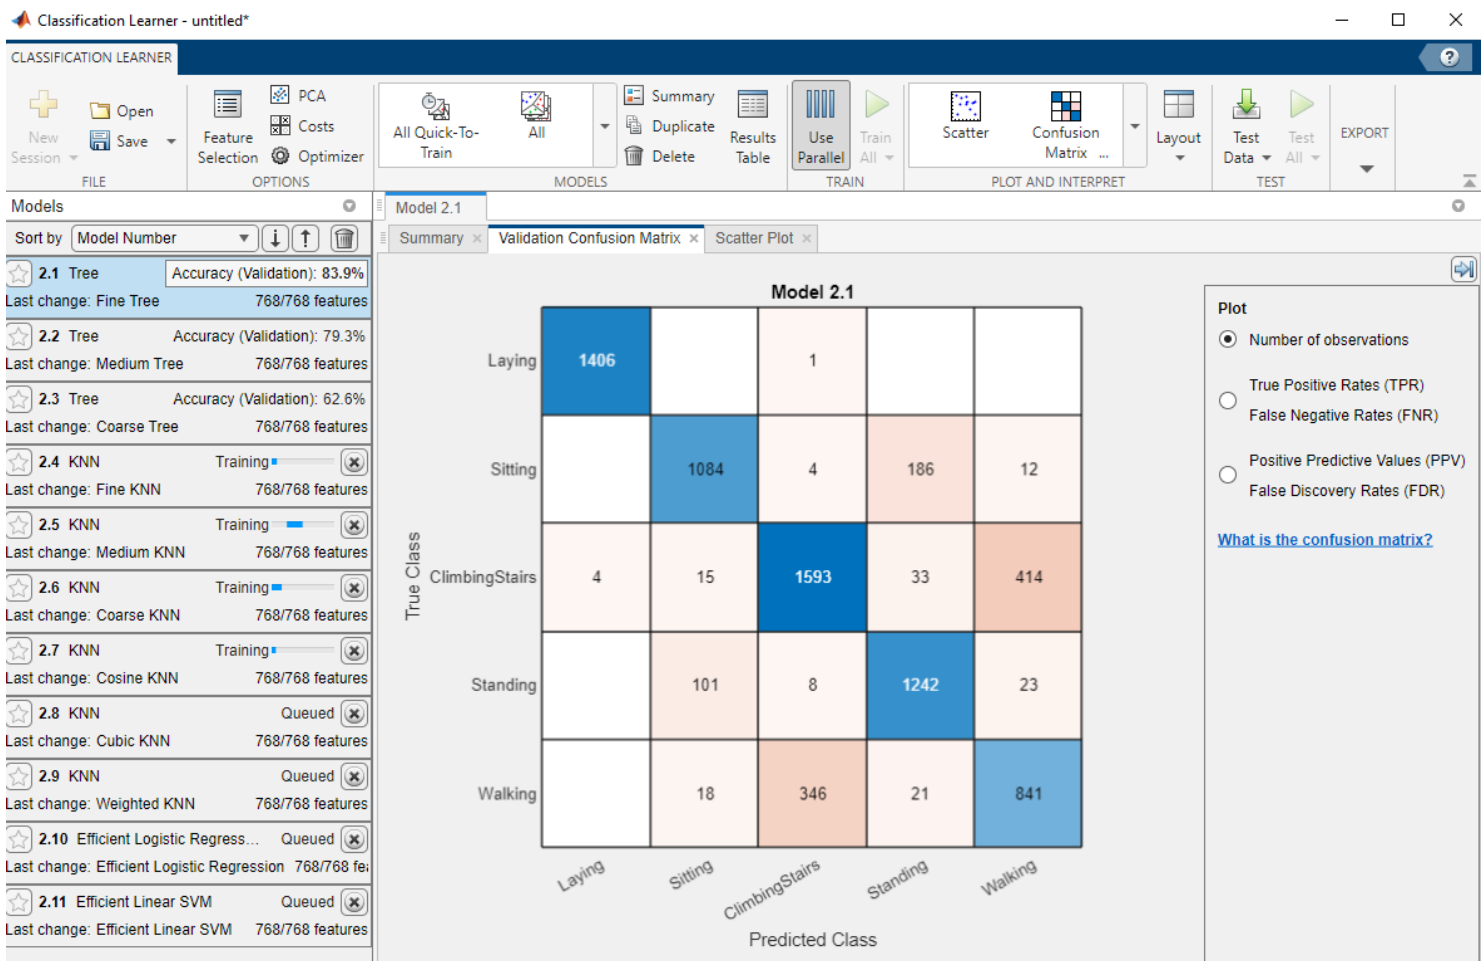 Classification Learner - untitled*
CLASSIFICATION LEARNER
?
New Session
Open
Save
FILE
Feature Selection
PCA
Costs
Optimizer
OPTIONS
All Quick-To-Train
All
Summary
Duplicate
Delete
Results Table
MODELS
Use Parallel
Train All
TRAIN
Scatter
Confusion Matrix ...
Layout
PLOT AND INTERPRET
Test Data
Test All
TEST
EXPORT
Models
Sort by Model Number
2.1 Tree Accuracy (Validation): 83.9%
Last change: Fine Tree 768/768 features
2.2 Tree Accuracy (Validation): 79.3%
Last change: Medium Tree 768/768 features
2.3 Tree Accuracy (Validation): 62.6%
Last change: Coarse Tree 768/768 features
2.4 KNN Training
Last change: Fine KNN 768/768 features
2.5 KNN Training
Last change: Medium KNN 768/768 features
2.6 KNN Training
Last change: Coarse KNN 768/768 features
2.7 KNN Training
Last change: Cosine KNN 768/768 features
2.8 KNN Queued
Last change: Cubic KNN 768/768 features
2.9 KNN Queued
Last change: Weighted KNN 768/768 features
2.10 Efficient Logistic Regress... Queued
Last change: Efficient Logistic Regression 768/768 fea
2.11 Efficient Linear SVM Queued
Last change: Efficient Linear SVM 768/768 features
Model 2.1
Summary
Validation Confusion Matrix
Scatter Plot
Model 2.1
True Class
Laying 1406 1
Sitting 1084 4 186 12
ClimbingStairs 4 15 1593 33 414
Standing 101 8 1242 23
Walking 18 346 21 841
Laying Sitting ClimbingStairs Standing Walking
Predicted Class
Plot
Number of observations
True Positive Rates (TPR)
False Negative Rates (FNR)
Positive Predictive Values (PPV)
False Discovery Rates (FDR)
What is the confusion matrix?